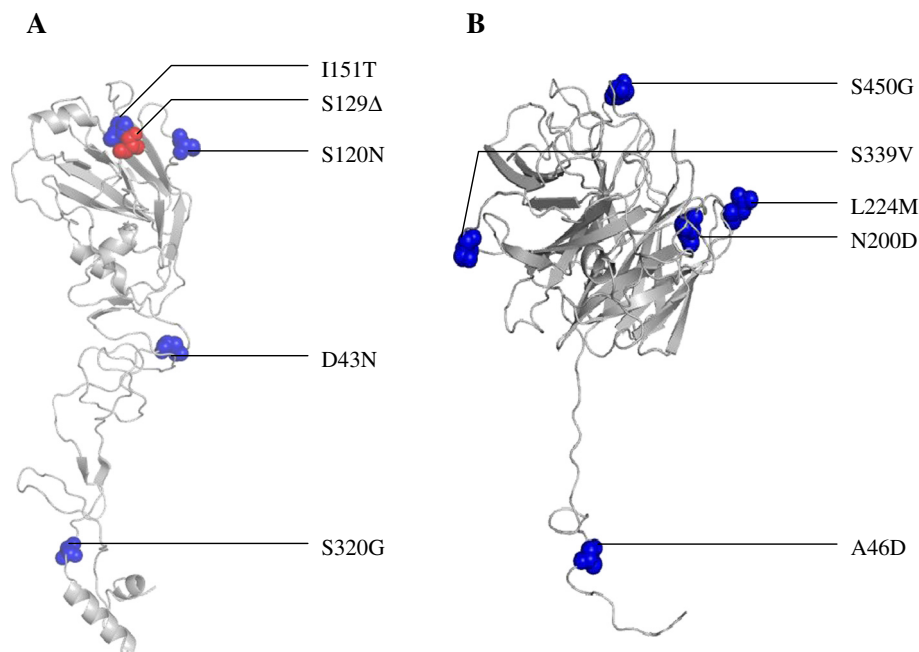 A
I151T
S129Δ
S120N
D43N
S320G
B
S450G
S339V
L224M
N200D
A46D